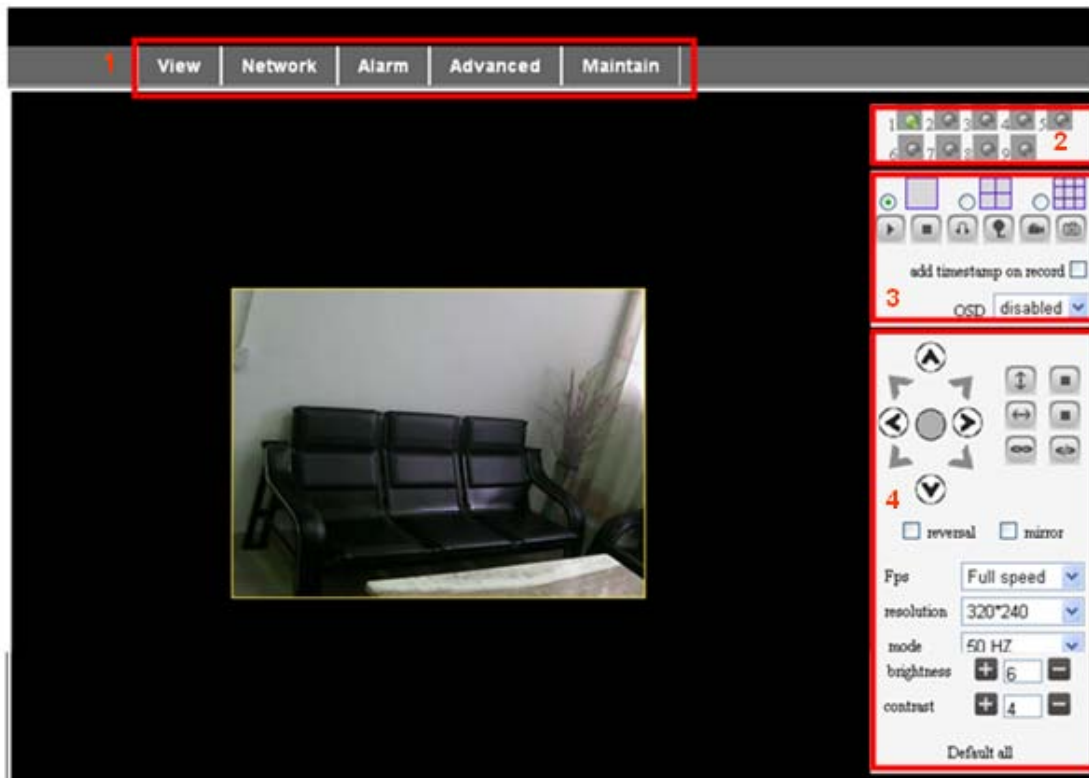 1 View Network Alarm Advanced Maintain
1 2 3 4 5
6 7 8 9 2
add timestamp on record
3 OSD disabled
4
reversal mirror
Fps Full speed
resolution 320*240
mode 50 HZ
brightness 6
contrast 4
Default all